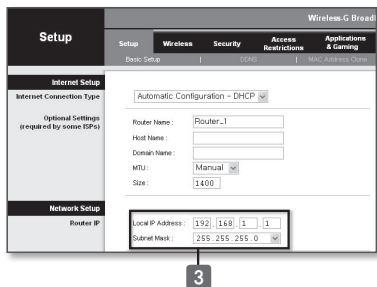 Wireless-G Broadl
Setup
Setup Wireless Security Access Restrictions Applications & Gaming
Basic Setup | DDNS | MAC Address Clone
Internet Setup
Internet Connection Type
Automatic Configuration - DHCP
Optional Settings
(required by some ISPs)
Router Name : Router_1
Host Name :
Domain Name :
MTU : Manual
Size : 1400
Network Setup
Router IP
Local IP Address : 192 . 168 . 1 . 1
Subnet Mask : 255.255.255.0
3